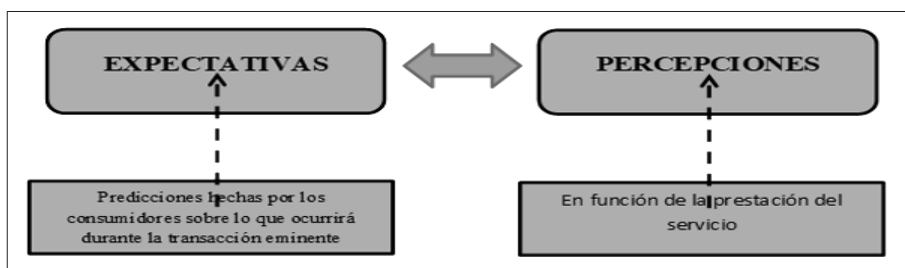 EXPECTATIVAS
PERCEPCIONES
Predicciones hechas por los
consumidores sobre lo que ocurrirá
durante la transacción eminente
En función de la prestación del
servicio